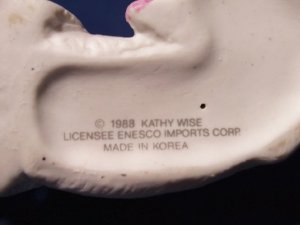 © 1988 KATHY WISE
LICENSEE ENESCO IMPORTS CORP.
MADE IN KOREA